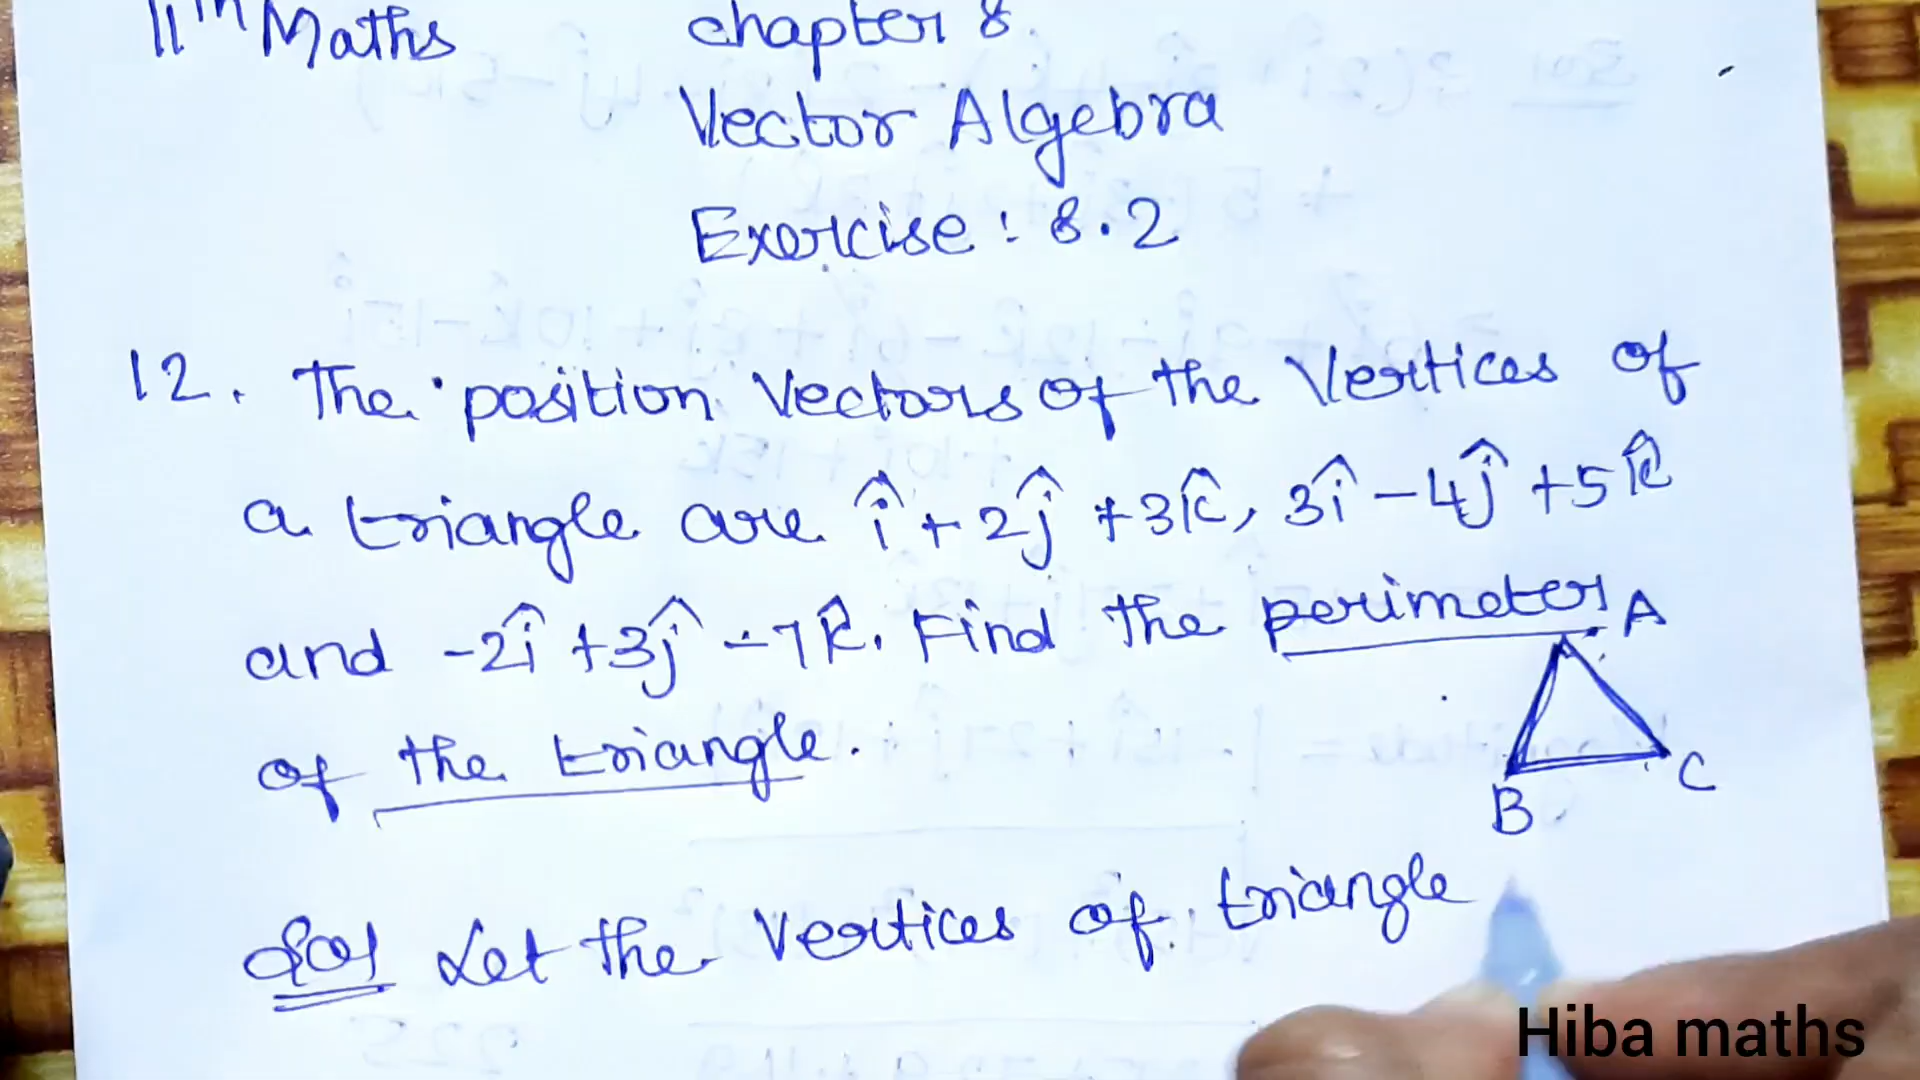 11th Maths chapter 8.
Vector Algebra
Exercise : 8.2
12. The position vectors of the vertices of
a triangle are î + 2ĵ + 3k̂, 3î - 4ĵ + 5k̂
and -2î + 3ĵ - 7k̂. Find the perimeter
of the triangle.
A
B
C
Sol Let the vertices of triangle
Hiba maths